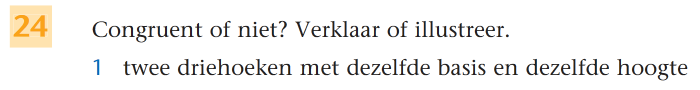 24 Congruent of niet? Verklaar of illustreer.
1 twee driehoeken met dezelfde basis en dezelfde hoogte